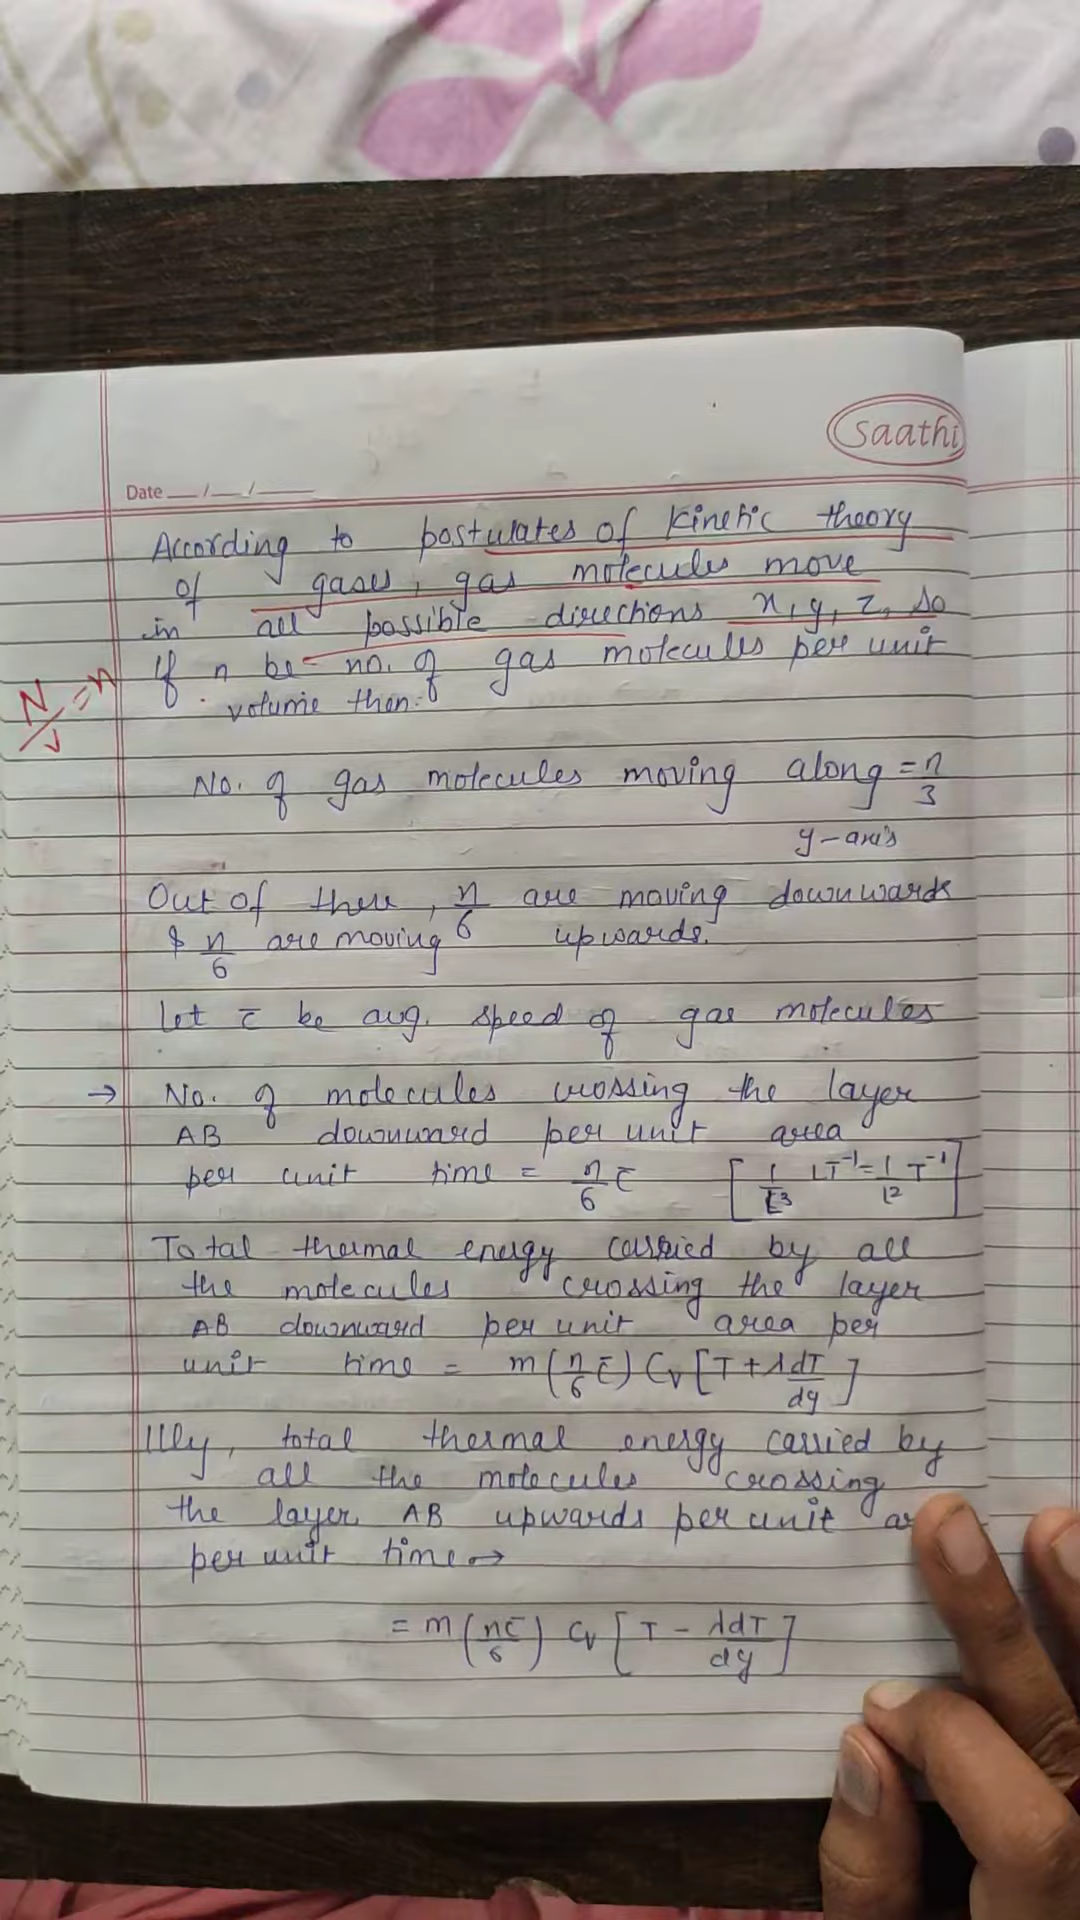 Saathi
Date __/__/____
According to postulates of kinetic theory
of gases, gas molecules move
in all possible directions x, y, z, so
if n be no. of gas molecules per unit
volume then.
N/V = n
No. of gas molecules moving along = n/3
y-axis
Out of these, n/6 are moving downwards
& n/6 are moving upwards.
Let c̄ be avg. speed of gas molecules
→ No. of molecules crossing the layer
AB downward per unit area
per unit time = n/6 c̄ [1/L³ LT⁻¹ = 1/L² T⁻¹]
Total thermal energy carried by all
the molecules crossing the layer
AB downward per unit area per
unit time = m(n/6 c̄) Cv [T + λdT/dy]
Illly, total thermal energy carried by
all the molecules crossing
the layer AB upwards per unit
per unit time →
= m(nc̄/6) Cv [T - λdT/dy]